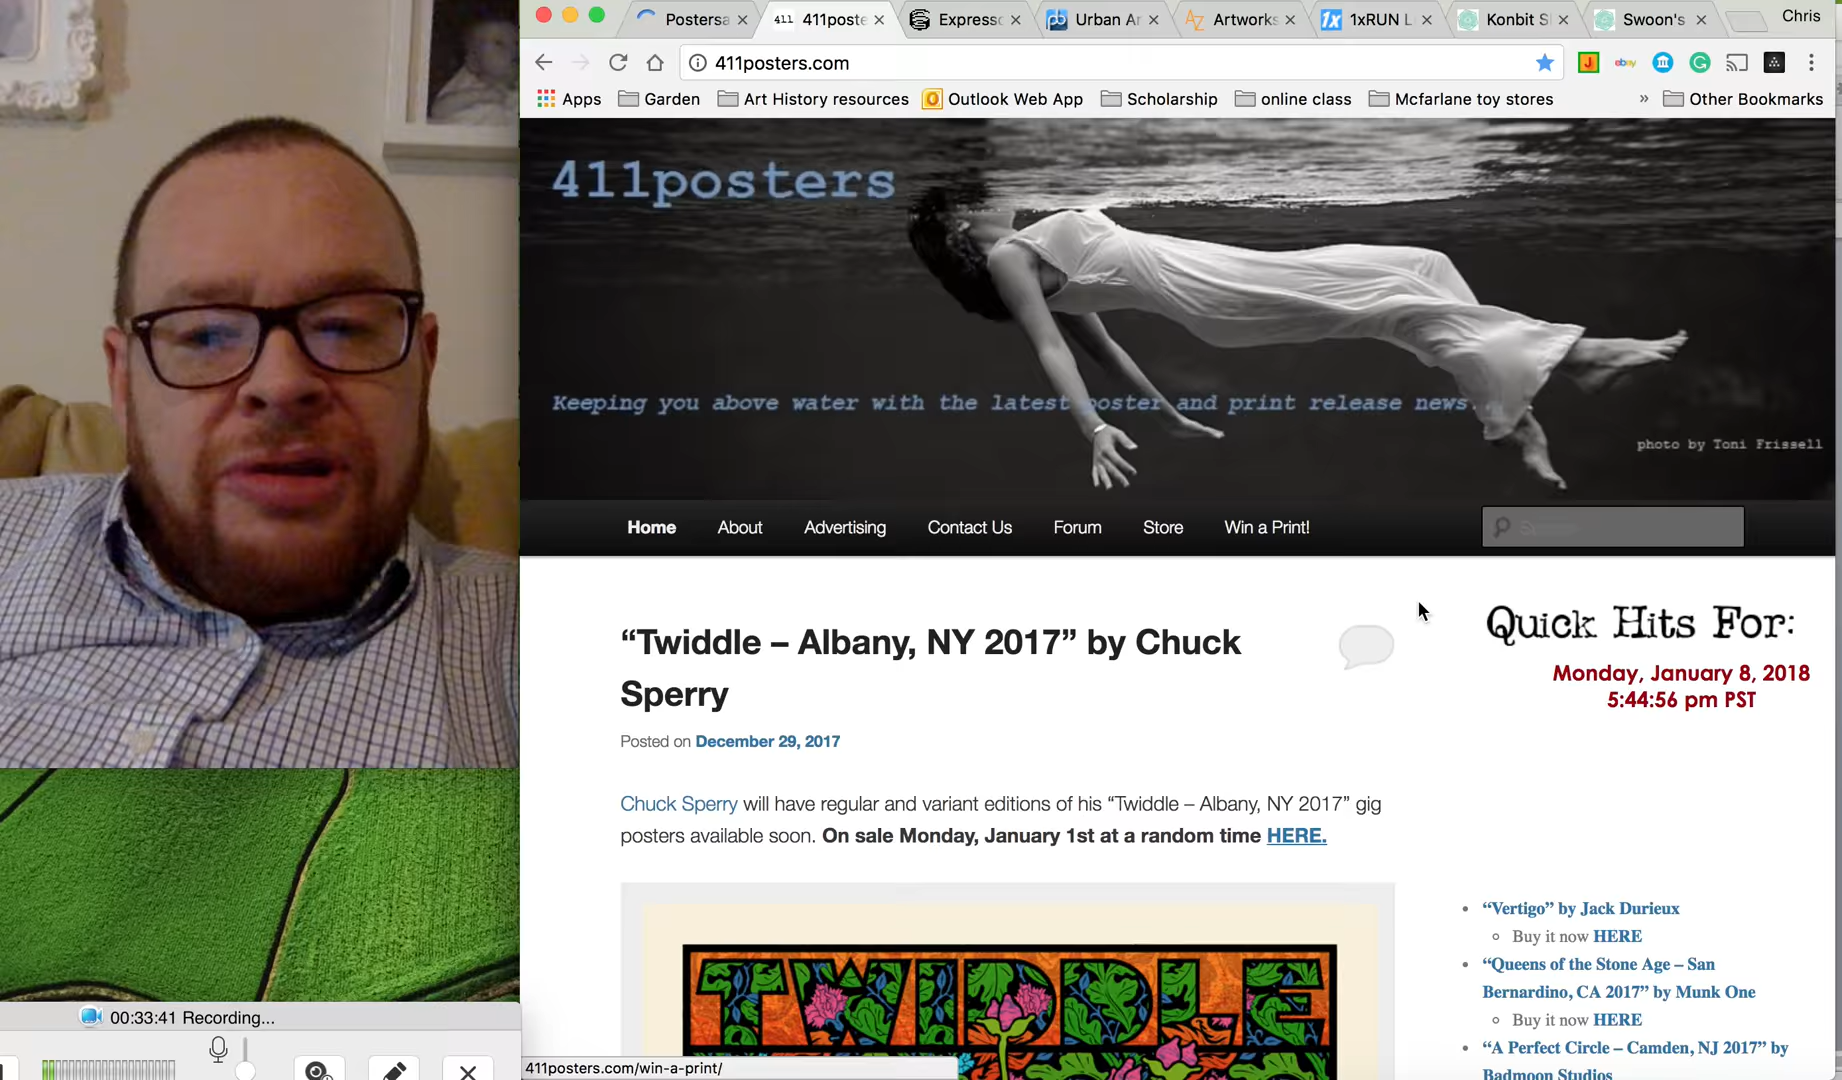 Postersa
411 411poste
Expresso
Urban Ar
Artworks
1xRUN L
Konbit S
Swoon's
Chris
411posters.com
ebay
Apps
Garden
Art History resources
Outlook Web App
Scholarship
online class
Mcfarlane toy stores
»
Other Bookmarks
411posters
Keeping you above water with the latest poster and print release news.
photo by Toni Frissell
Home
About
Advertising
Contact Us
Forum
Store
Win a Print!
“Twiddle – Albany, NY 2017” by Chuck
Sperry
Posted on December 29, 2017
Chuck Sperry will have regular and variant editions of his “Twiddle – Albany, NY 2017” gig
posters available soon. On sale Monday, January 1st at a random time HERE.
TWIDDLE
Quick Hits For:
Monday, January 8, 2018
5:44:56 pm PST
“Vertigo” by Jack Durieux
Buy it now HERE
“Queens of the Stone Age – San
Bernardino, CA 2017” by Munk One
Buy it now HERE
“A Perfect Circle – Camden, NJ 2017” by
Badmoon Studios
00:33:41 Recording...
411posters.com/win-a-print/